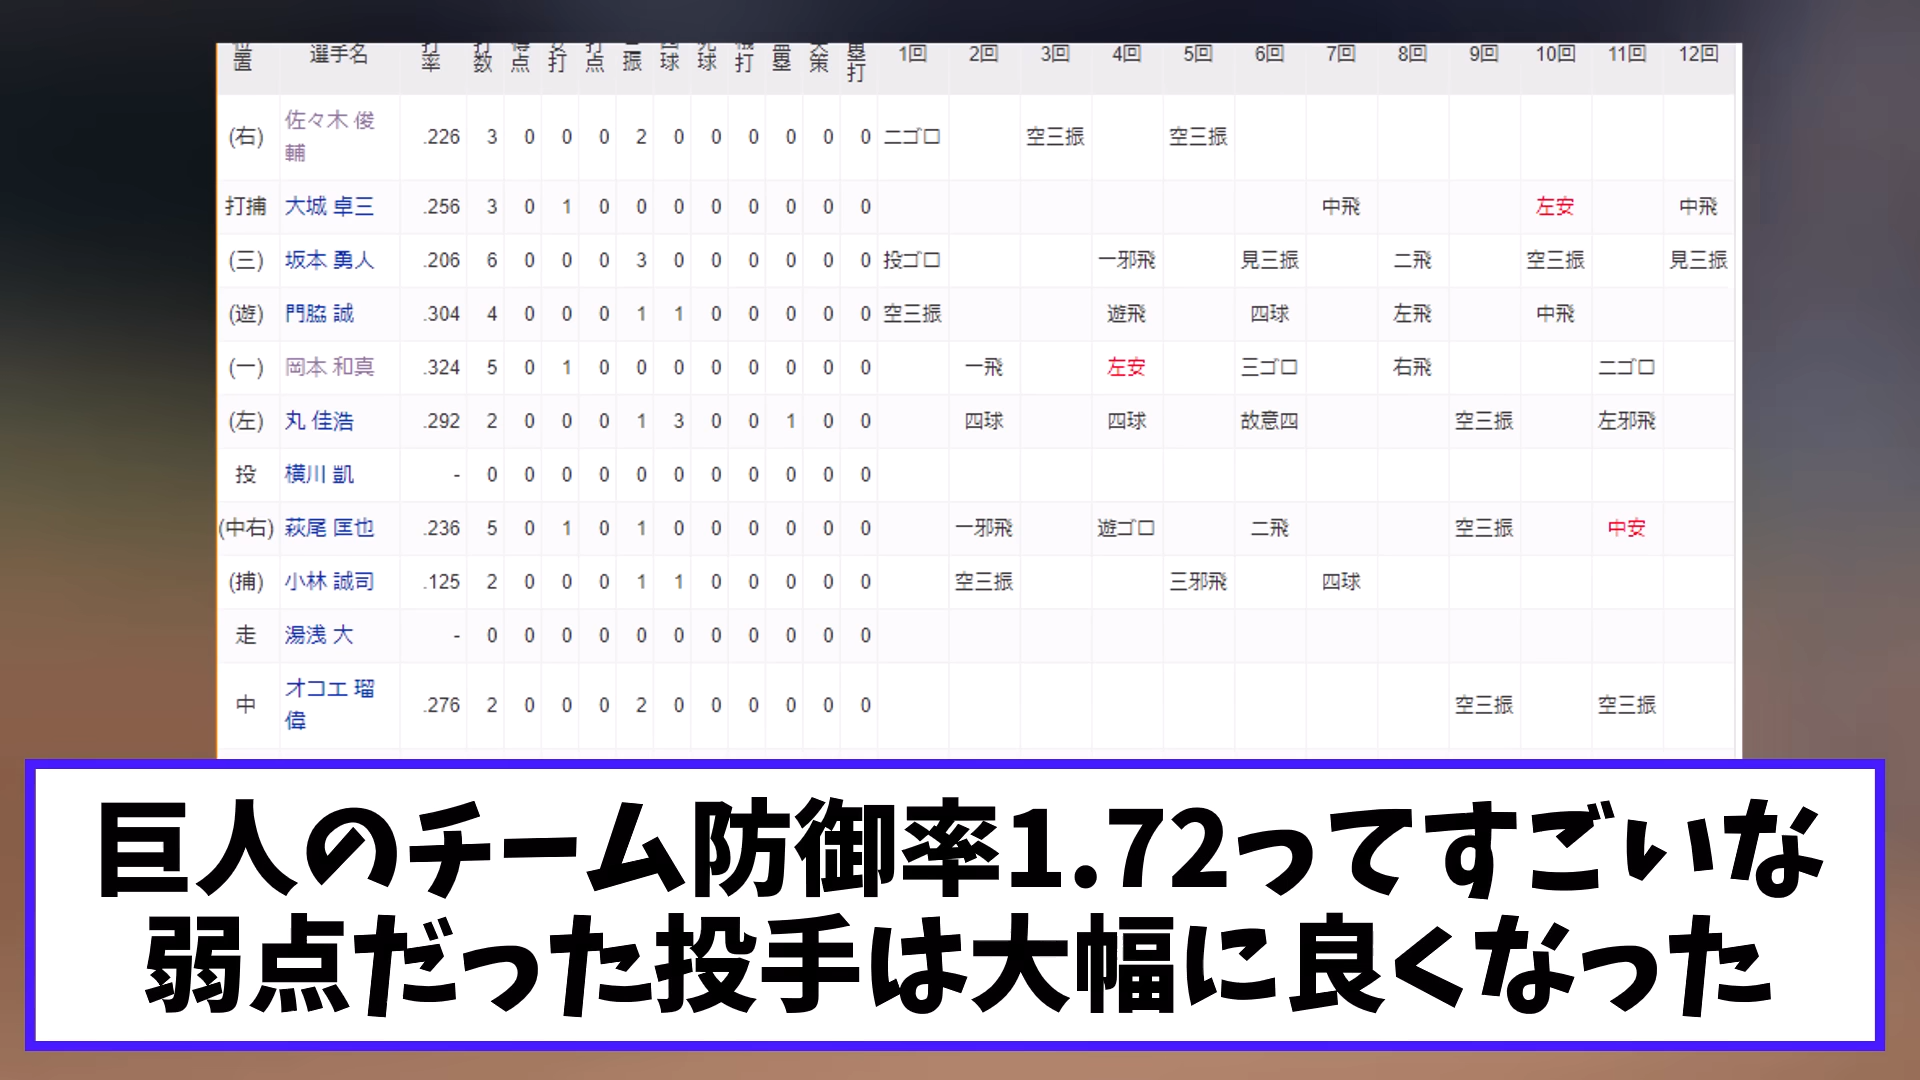 位置 選手名 打率 打数 得点 安打 打点 三振 四球 死球 犠打 盗塁 失策 本塁打 1回 2回 3回 4回 5回 6回 7回 8回 9回 10回 11回 12回
(右) 佐々木 俊輔 .226 3 0 0 0 2 0 0 0 0 0 0 二ゴロ 空三振 空三振
打捕 大城 卓三 .256 3 0 1 0 0 0 0 0 0 0 0 中飛 左安 中飛
(三) 坂本 勇人 .206 6 0 0 0 3 0 0 0 0 0 0 投ゴロ 一邪飛 見三振 二飛 空三振 見三振
(遊) 門脇 誠 .304 4 0 0 0 1 1 0 0 0 0 0 空三振 遊飛 四球 左飛 中飛
(一) 岡本 和真 .324 5 0 1 0 0 0 0 0 0 0 0 一飛 左安 三ゴロ 右飛 二ゴロ
(左) 丸 佳浩 .292 2 0 0 0 1 3 0 0 1 0 0 四球 四球 故意四 空三振 左邪飛
投 横川 凱 - 0 0 0 0 0 0 0 0 0 0 0
(中右) 萩尾 匡也 .236 5 0 1 0 1 0 0 0 0 0 0 一邪飛 遊ゴロ 二飛 空三振 中安
(捕) 小林 誠司 .125 2 0 0 0 1 1 0 0 0 0 0 空三振 三邪飛 四球
走 湯浅 大 - 0 0 0 0 0 0 0 0 0 0 0
中 オコエ 瑠偉 .276 2 0 0 0 2 0 0 0 0 0 0 空三振 空三振
巨人のチーム防御率1.72ってすごいな
弱点だった投手は大幅に良くなった